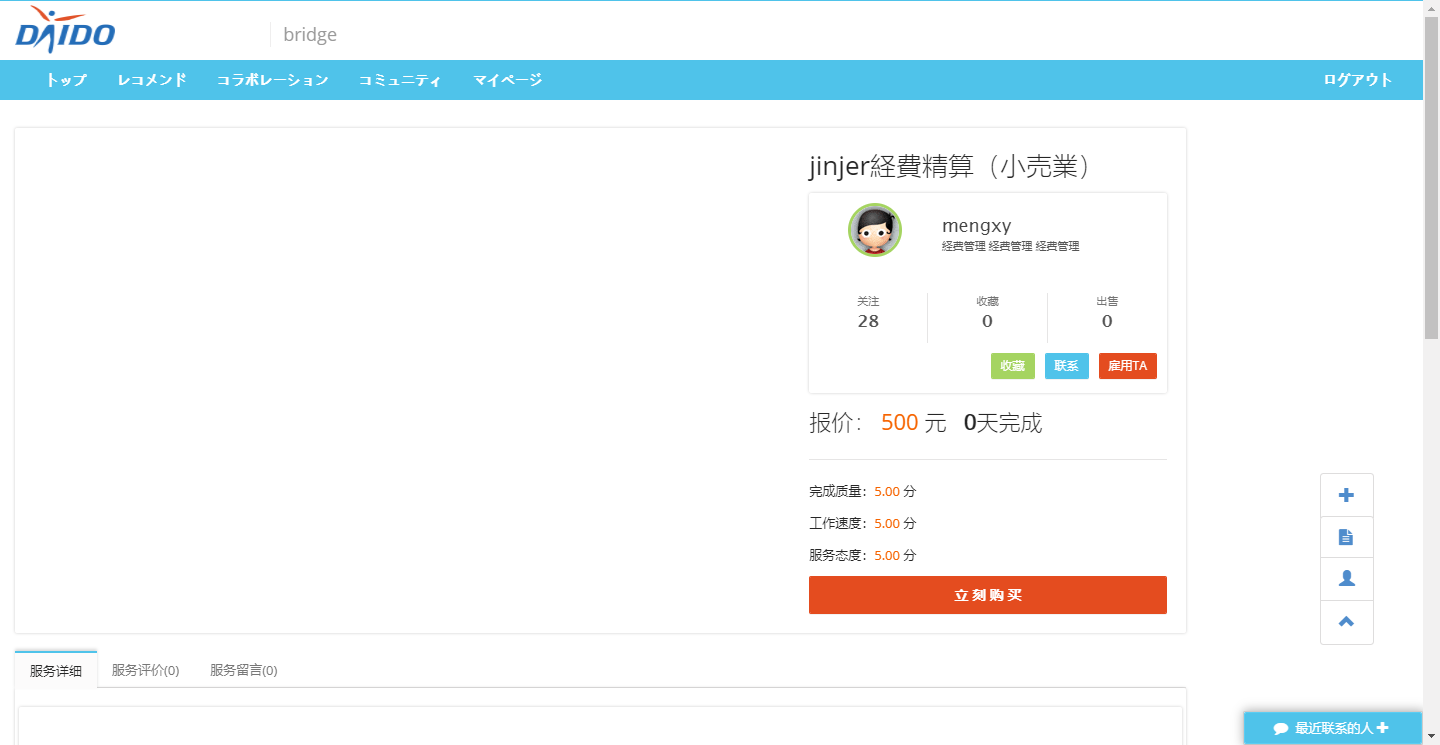 DAIDO
bridge
トップ レコメンド コラボレーション コミュニティ マイページ ログアウト
jinjer経費精算（小売業）
mengxy
经费管理 经费管理 经费管理
关注 收藏 出售
28 0 0
收藏 联系 雇用TA
报价： 500 元 0天完成
完成质量：5.00 分
工作速度：5.00 分
服务态度：5.00 分
立刻购买
服务详细 服务评价(0) 服务留言(0)
最近联系的人